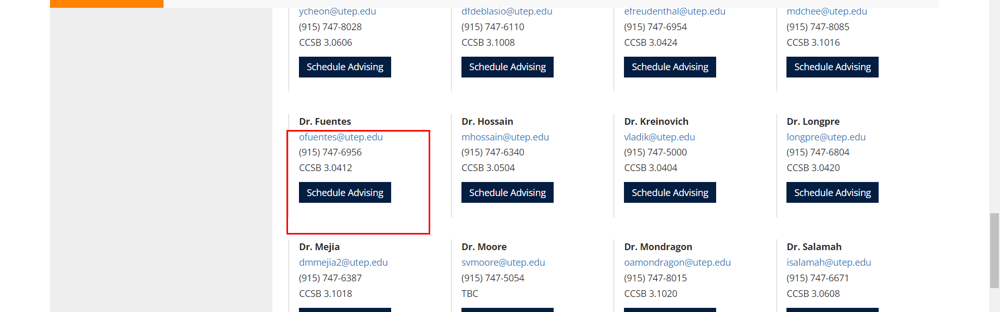 ycheon@utep.edu
(915) 747-8028
CCSB 3.0606
Schedule Advising
dfdeblasio@utep.edu
(915) 747-6110
CCSB 3.1008
Schedule Advising
efreudenthal@utep.edu
(915) 747-6954
CCSB 3.0424
Schedule Advising
mdchee@utep.edu
(915) 747-8085
CCSB 3.1016
Schedule Advising
Dr. Fuentes
ofuentes@utep.edu
(915) 747-6956
CCSB 3.0412
Schedule Advising
Dr. Hossain
mhossain@utep.edu
(915) 747-6340
CCSB 3.0504
Schedule Advising
Dr. Kreinovich
vladik@utep.edu
(915) 747-5000
CCSB 3.0404
Schedule Advising
Dr. Longpre
longpre@utep.edu
(915) 747-6804
CCSB 3.0420
Schedule Advising
Dr. Mejia
dmmejia2@utep.edu
(915) 747-6387
CCSB 3.1018
Dr. Moore
svmoore@utep.edu
(915) 747-5054
TBC
Dr. Mondragon
oamondragon@utep.edu
(915) 747-8015
CCSB 3.1020
Dr. Salamah
isalamah@utep.edu
(915) 747-6671
CCSB 3.0608